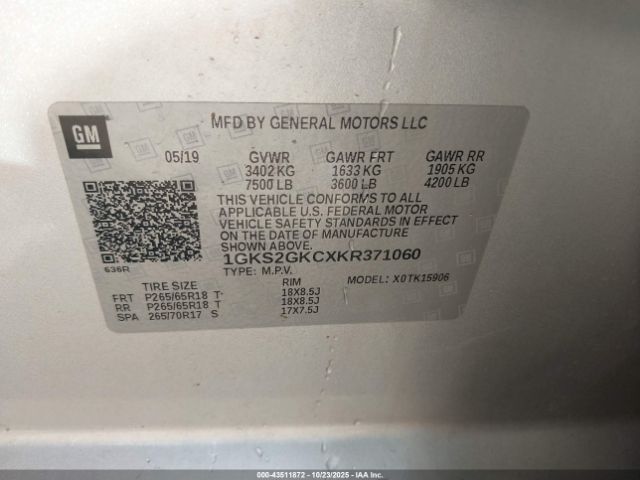 GM
MFD BY GENERAL MOTORS LLC
05/19 GVWR GAWR FRT GAWR RR
3402 KG 1633 KG 1905 KG
7500 LB 3600 LB 4200 LB
THIS VEHICLE CONFORMS TO ALL
APPLICABLE U.S. FEDERAL MOTOR
VEHICLE SAFETY STANDARDS IN EFFECT
ON THE DATE OF MANUFACTURE
SHOWN ABOVE.
636R
1GKS2GKCXKR371060
TYPE: M.P.V. MODEL: X0TK15906
TIRE SIZE RIM
FRT P265/65R18 T 18X8.5J
RR P265/65R18 T 18X8.5J
SPA 265/70R17 S 17X7.5J
000-43511872 | 10/23/2025 - IAA Inc.